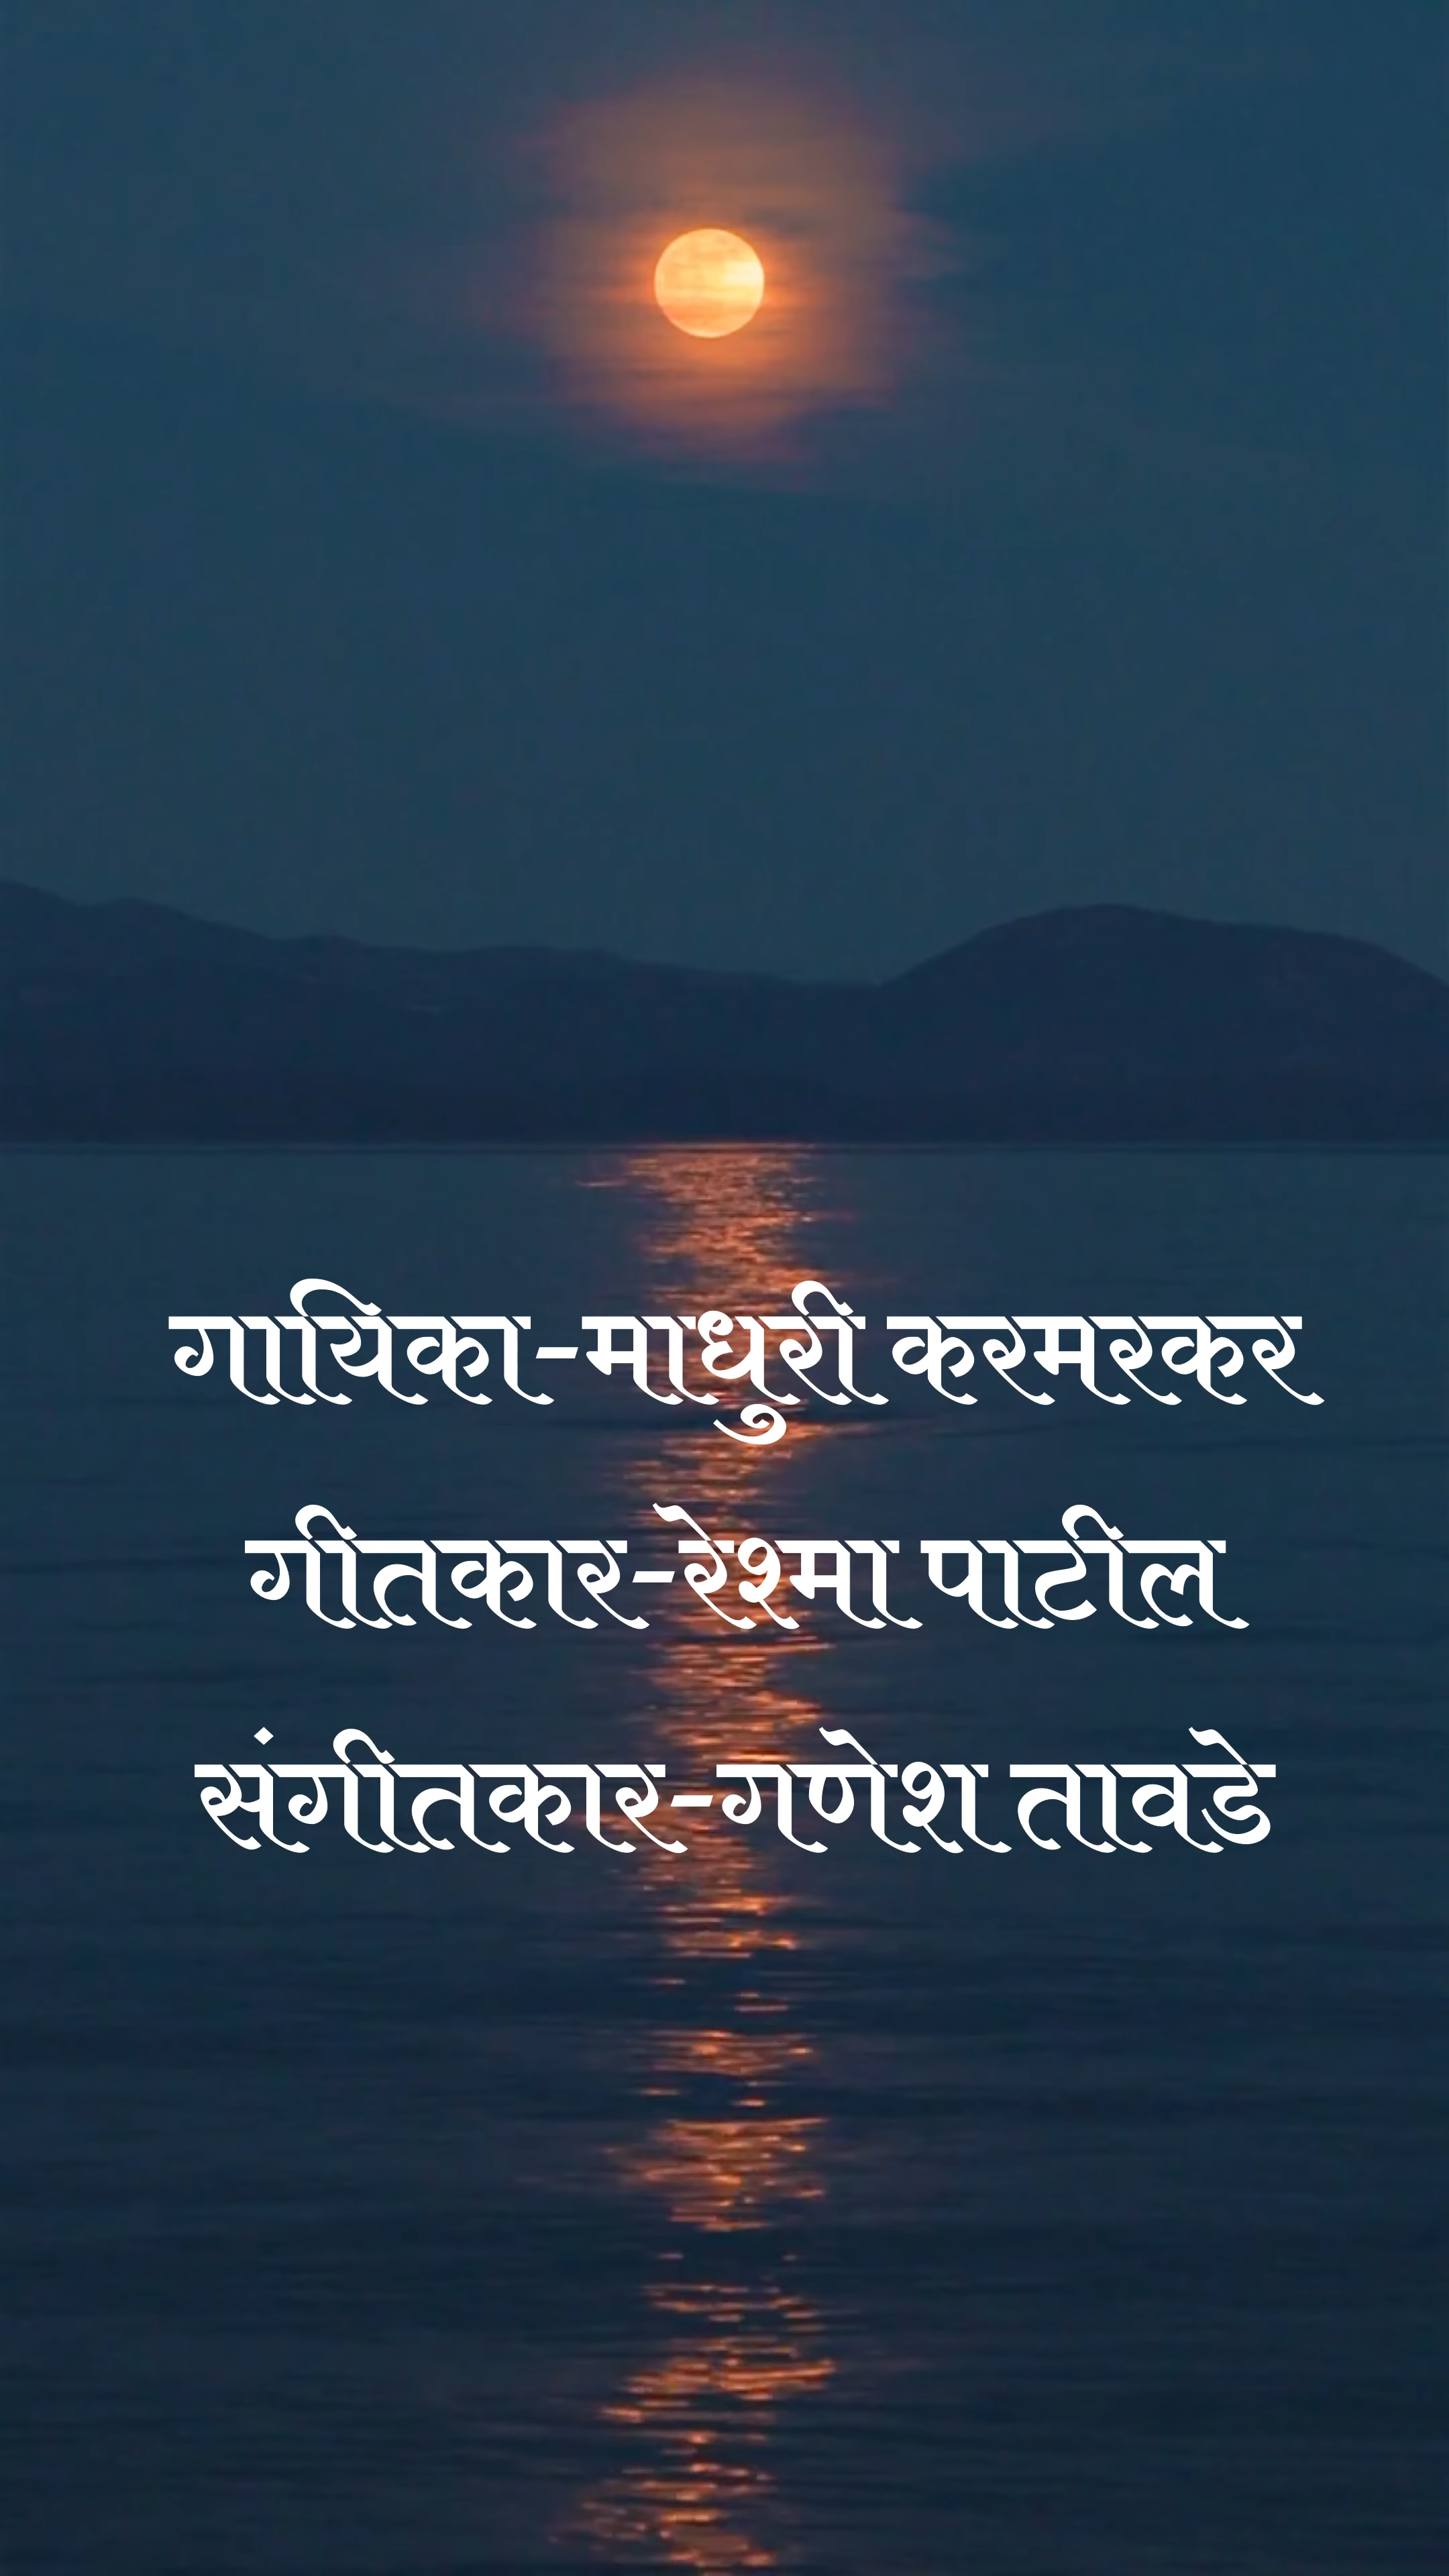 गायिका-माधुरी करमरकर
गीतकार-रेश्मा पाटील
संगीतकार-गणेश तावडे